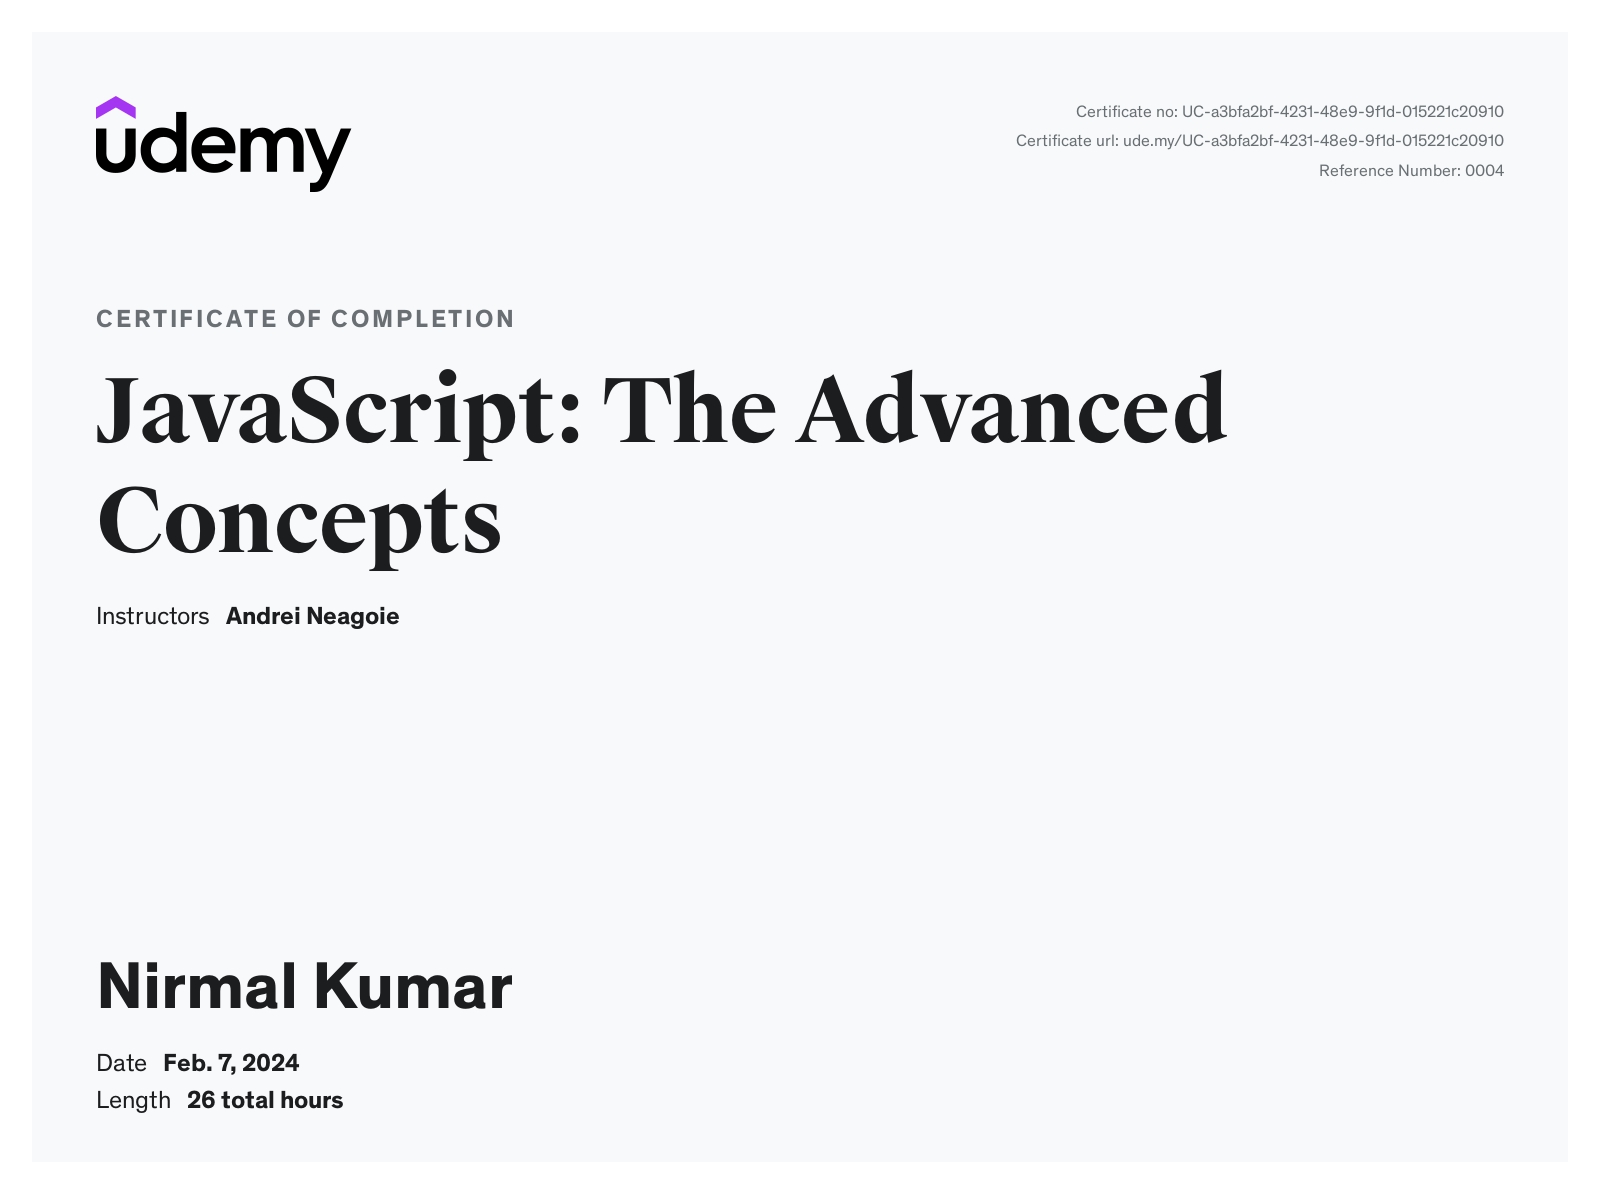 udemy
Certificate no: UC-a3bfa2bf-4231-48e9-9f1d-015221c20910
Certificate url: ude.my/UC-a3bfa2bf-4231-48e9-9f1d-015221c20910
Reference Number: 0004
CERTIFICATE OF COMPLETION
JavaScript: The Advanced
Concepts
Instructors Andrei Neagoie
Nirmal Kumar
Date Feb. 7, 2024
Length 26 total hours